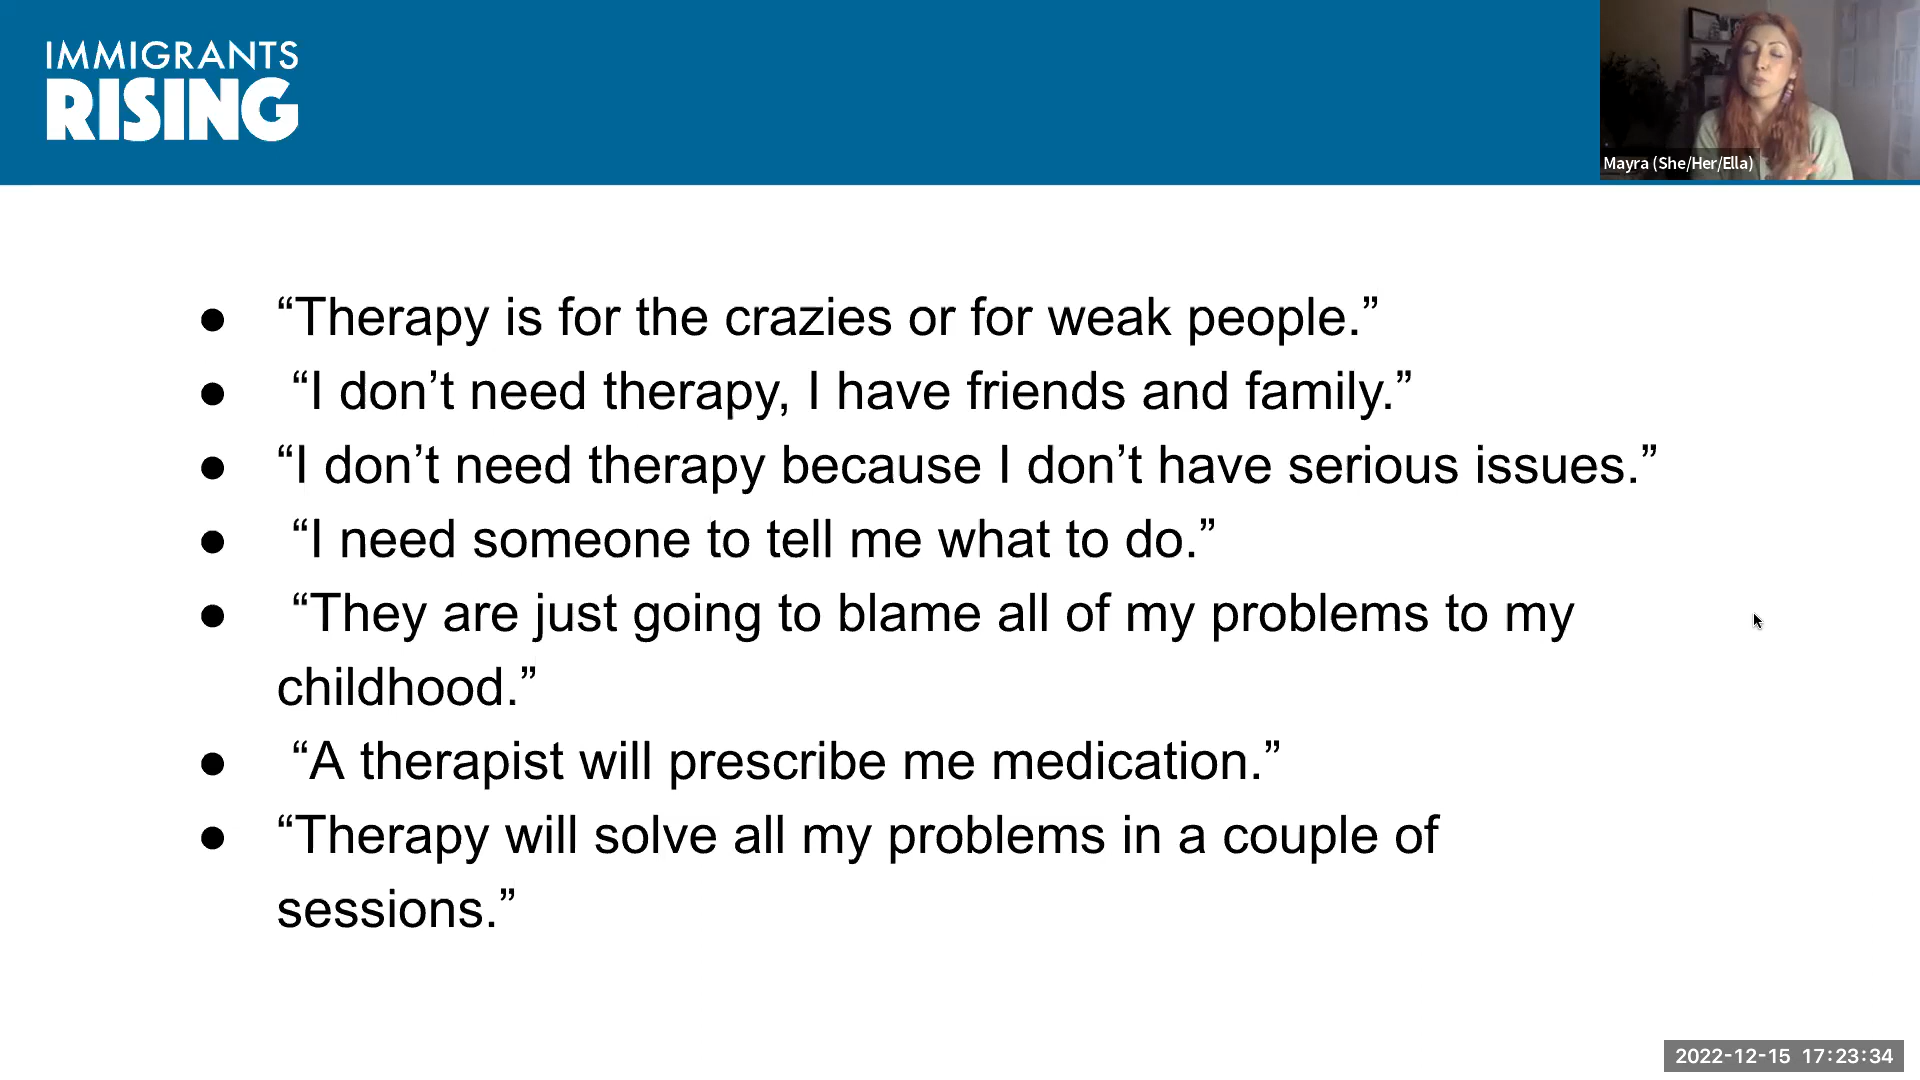 IMMIGRANTS
RISING
Mayra (She/Her/Ella)
● “Therapy is for the crazies or for weak people.”
● “I don’t need therapy, I have friends and family.”
● “I don’t need therapy because I don’t have serious issues.”
● “I need someone to tell me what to do.”
● “They are just going to blame all of my problems to my
childhood.”
● “A therapist will prescribe me medication.”
● “Therapy will solve all my problems in a couple of
sessions.”
2022-12-15 17:23:34